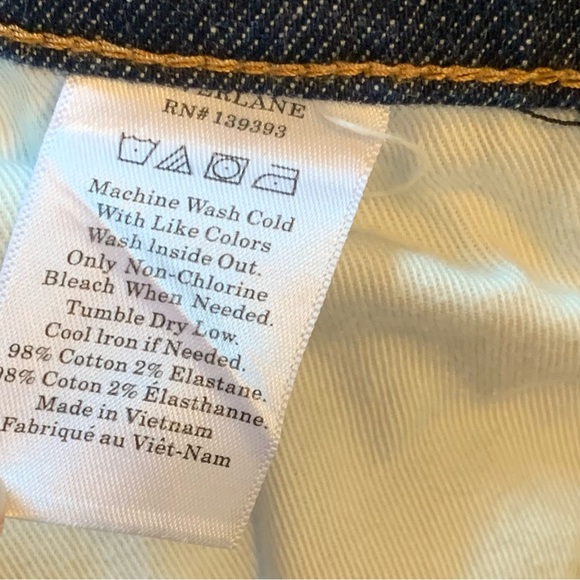 ERLANE
RN# 139393
Machine Wash Cold
With Like Colors
Wash Inside Out.
Only Non-Chlorine
Bleach When Needed.
Tumble Dry Low.
Cool Iron if Needed.
98% Cotton 2% Elastane.
98% Coton 2% Élasthanne.
Made in Vietnam
Fabriqué au Viêt-Nam